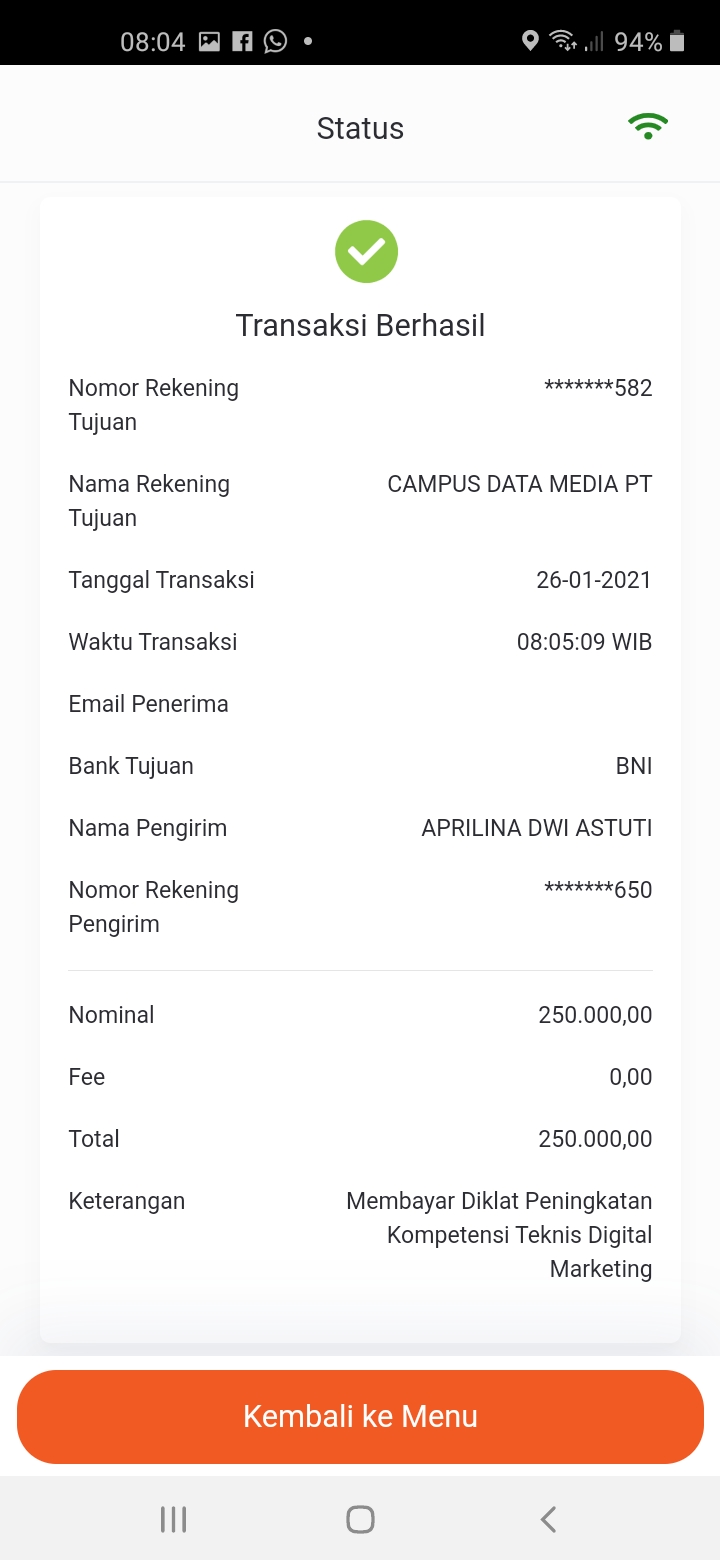 08:04
94%
Status
Transaksi Berhasil
Nomor Rekening Tujuan *******582
Nama Rekening Tujuan CAMPUS DATA MEDIA PT
Tanggal Transaksi 26-01-2021
Waktu Transaksi 08:05:09 WIB
Email Penerima
Bank Tujuan BNI
Nama Pengirim APRILINA DWI ASTUTI
Nomor Rekening Pengirim *******650
Nominal 250.000,00
Fee 0,00
Total 250.000,00
Keterangan Membayar Diklat Peningkatan
Kompetensi Teknis Digital
Marketing
Kembali ke Menu